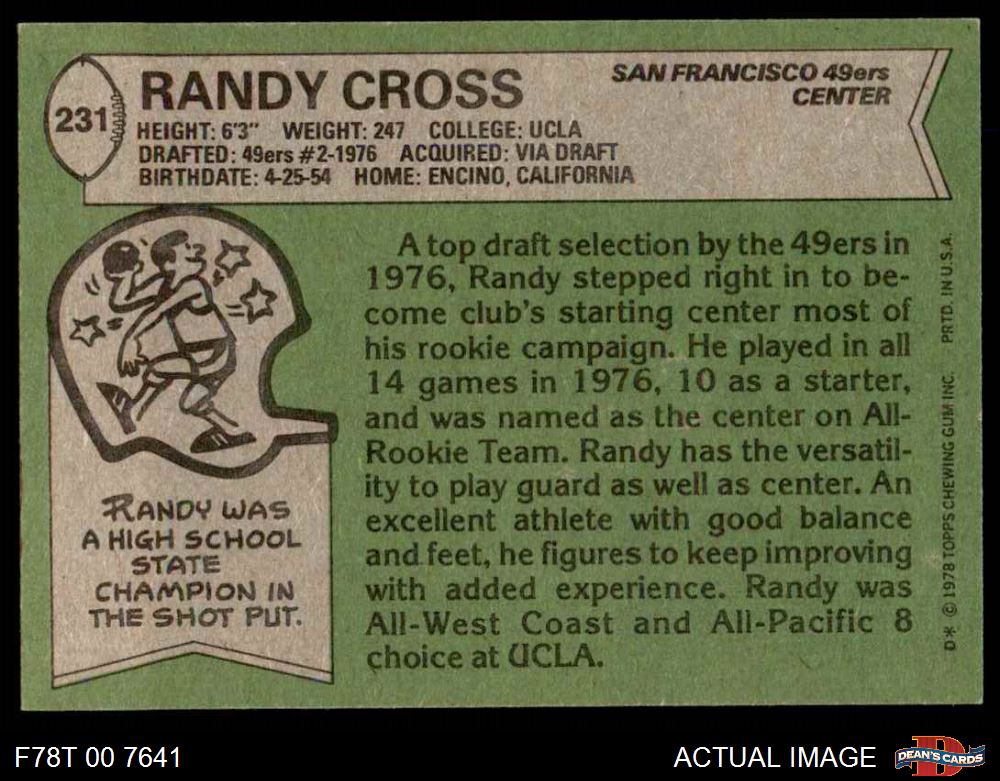 231
RANDY CROSS
SAN FRANCISCO 49ers
CENTER
HEIGHT: 6'3" WEIGHT: 247 COLLEGE: UCLA
DRAFTED: 49ers #2-1976 ACQUIRED: VIA DRAFT
BIRTHDATE: 4-25-54 HOME: ENCINO, CALIFORNIA
A top draft selection by the 49ers in
1976, Randy stepped right in to be-
come club's starting center most of
his rookie campaign. He played in all
14 games in 1976, 10 as a starter,
and was named as the center on All-
Rookie Team. Randy has the versatil-
ity to play guard as well as center. An
excellent athlete with good balance
and feet, he figures to keep improving
with added experience. Randy was
All-West Coast and All-Pacific 8
choice at UCLA.
RANDY WAS
A HIGH SCHOOL
STATE
CHAMPION IN
THE SHOT PUT.
D* © 1978 TOPPS CHEWING GUM INC. PRTD. IN U.S.A.
F78T 00 7641
ACTUAL IMAGE
D
DEAN'S CARDS